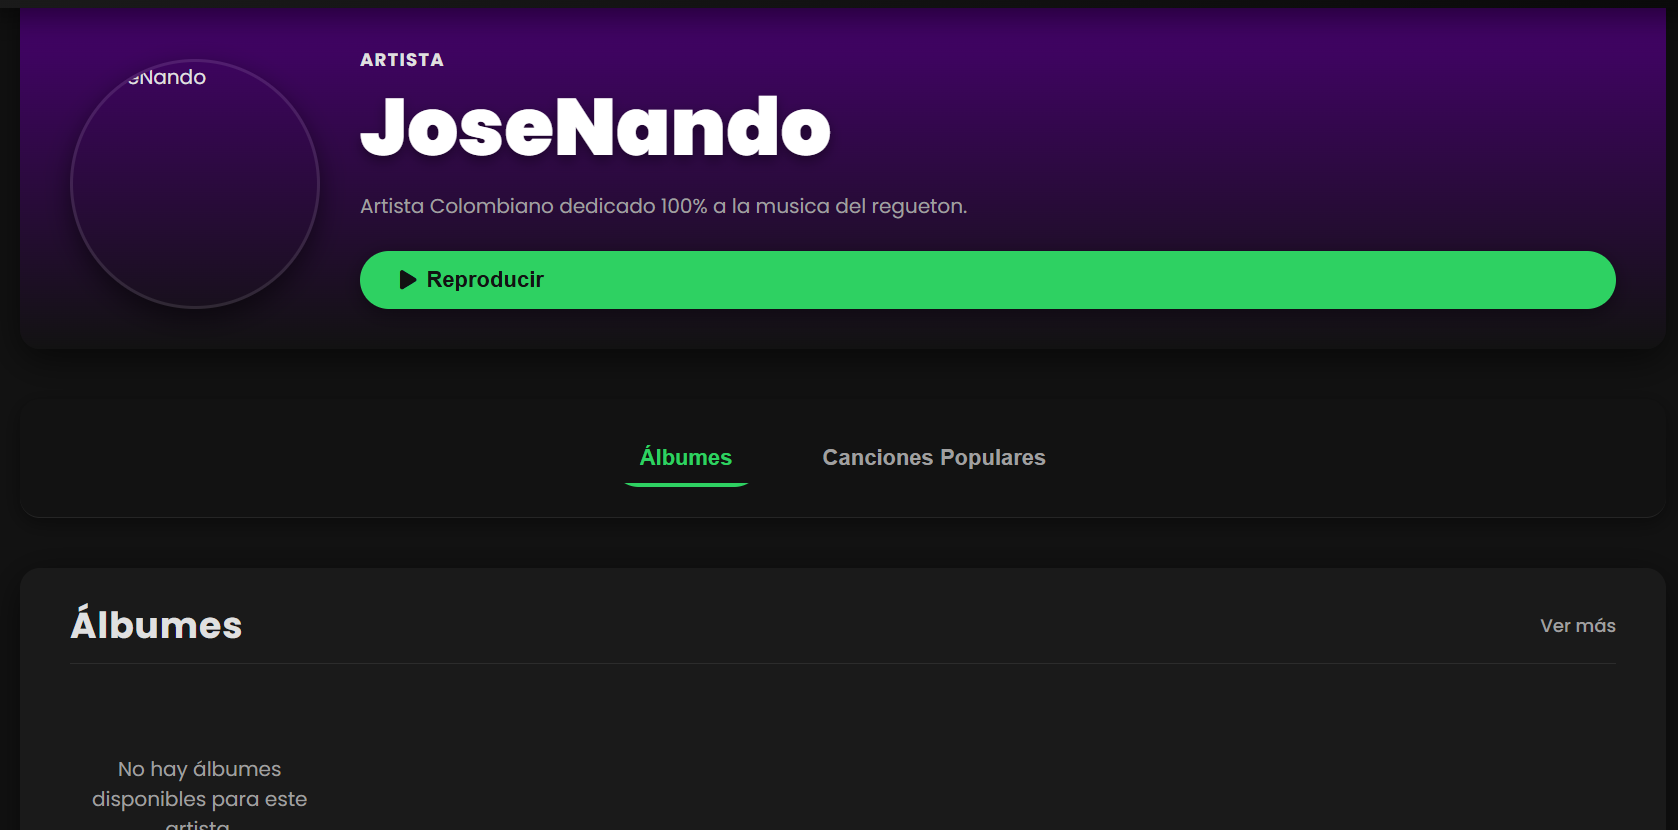 eNando
ARTISTA
JoseNando
Artista Colombiano dedicado 100% a la musica del regueton.
Reproducir
Álbumes
Canciones Populares
Álbumes
Ver más
No hay álbumes
disponibles para este
artista